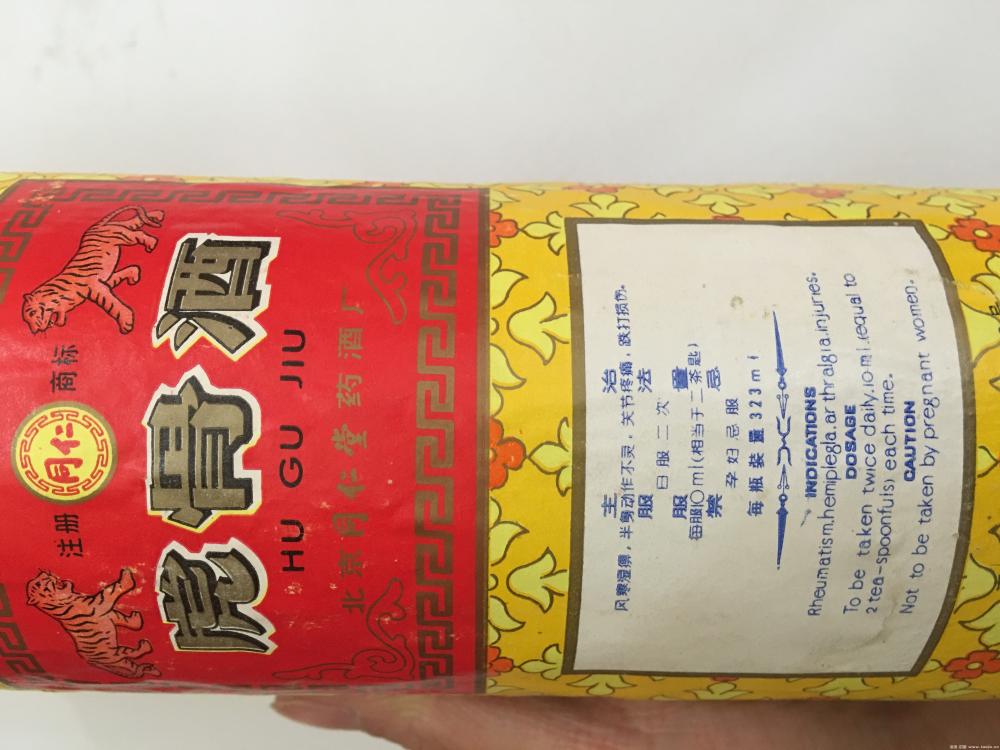 注册 同仁 商标
虎骨酒
HU GU JIU
北京同仁堂药酒厂
主治
风寒湿痹，半身动作不灵，关节疼痛，跌打损伤。
服法
日服二次
服量
每服10ml(相当于二茶匙)
禁忌
孕妇忌服
每瓶装量323ml
INDICATIONS
Rheumatism,hemiplegla,ar thralgia,injuries.
DOSAGE
To be taken twice daily,10ml.(equal to
2 tea-spoonfuls) each time.
CAUTION
Not to be taken by pregnant women.